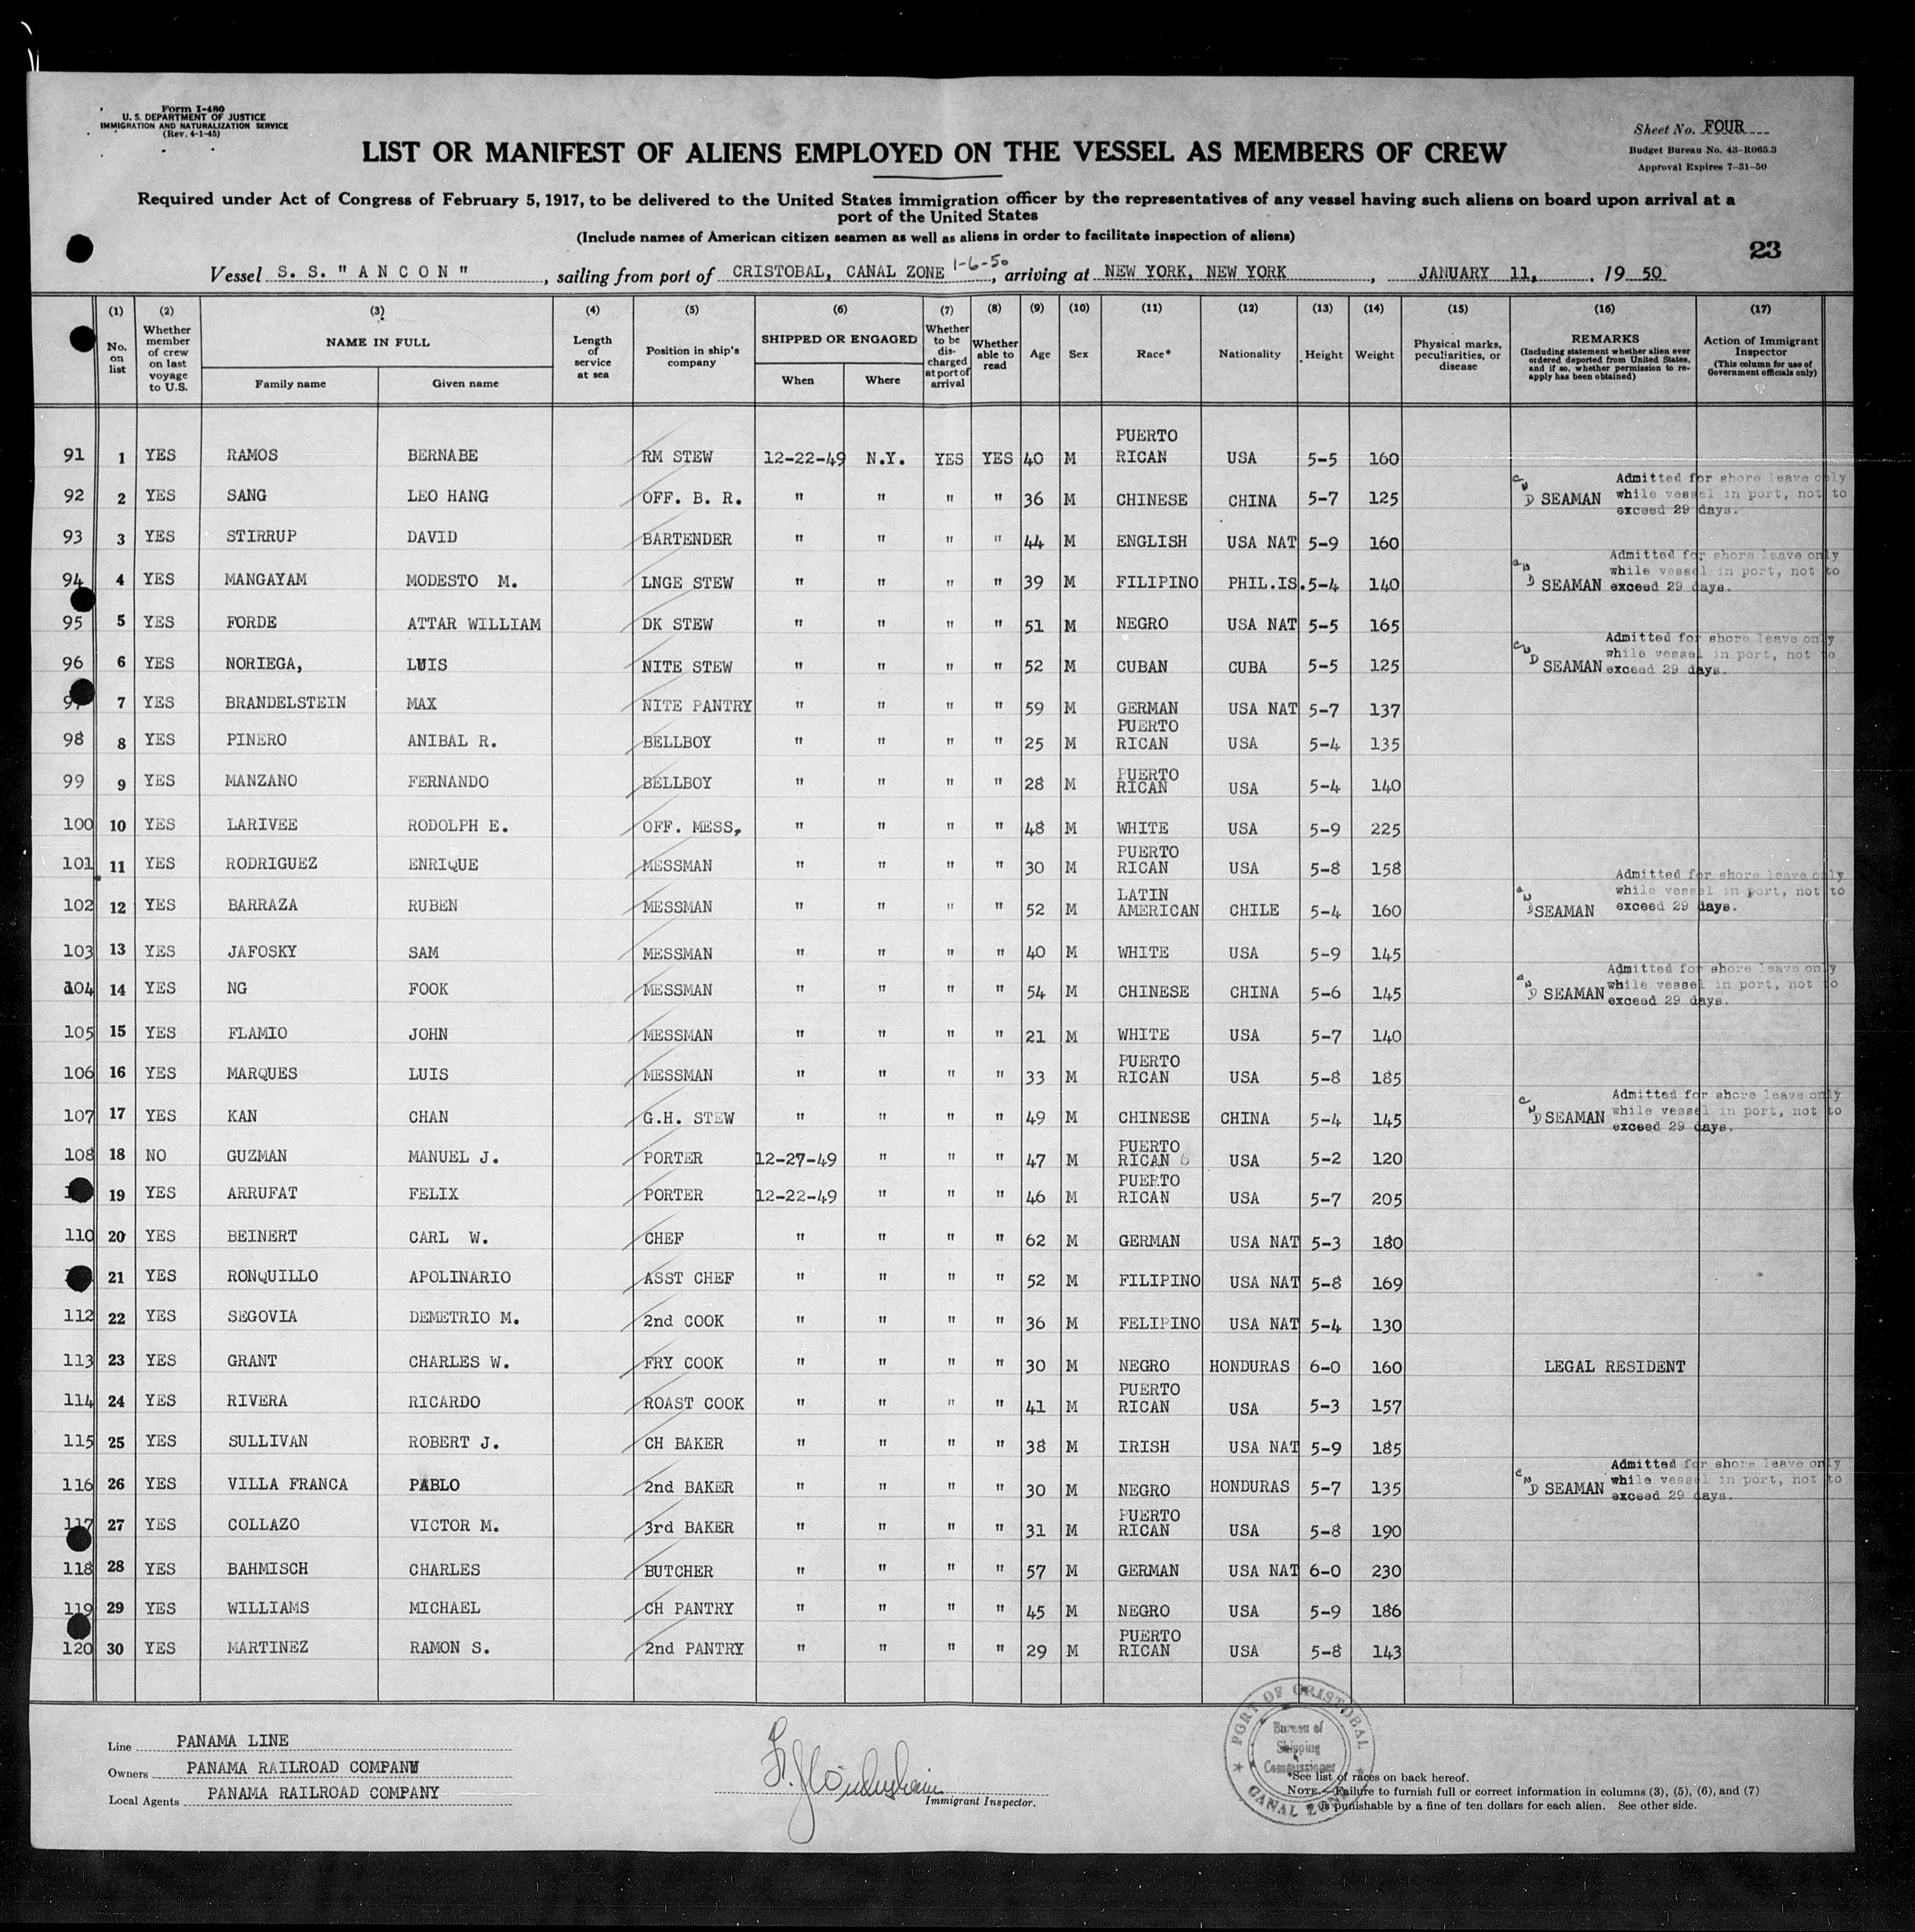 Form I-480
U. S. DEPARTMENT OF JUSTICE
IMMIGRATION AND NATURALIZATION SERVICE
(Rev. 4-1-45)
Sheet No. FOUR
Budget Bureau No. 43-R065.3
Approval Expires 7-31-50
LIST OR MANIFEST OF ALIENS EMPLOYED ON THE VESSEL AS MEMBERS OF CREW
Required under Act of Congress of February 5, 1917, to be delivered to the United States immigration officer by the representatives of any vessel having such aliens on board upon arrival at a
port of the United States
(Include names of American citizen seamen as well as aliens in order to facilitate inspection of aliens)
23
Vessel S. S. "ANCON", sailing from port of CRISTOBAL, CANAL ZONE 1-6-50, arriving at NEW YORK, NEW YORK, JANUARY 11, 19 50
(1) No. on list
(2) Whether member of crew on last voyage to U.S.
(3) NAME IN FULL Family name Given name
(4) Length of service at sea
(5) Position in ship's company
(6) SHIPPED OR ENGAGED When Where
(7) Whether to be discharged at port of arrival
(8) Whether able to read
(9) Age
(10) Sex
(11) Race*
(12) Nationality
(13) Height
(14) Weight
(15) Physical marks, peculiarities, or disease
(16) REMARKS (Including statement whether alien ever ordered deported from United States, and if so, whether permission to re-apply has been obtained)
(17) Action of Immigrant Inspector (This column for use of Government officials only)
91 1 YES RAMOS BERNABE RM STEW 12-22-49 N.Y. YES YES 40 M PUERTO RICAN USA 5-5 160
92 2 YES SANG LEO HANG OFF. B. R. " " " " 36 M CHINESE CHINA 5-7 125 SEAMAN Admitted for shore leave only while vessel in port, not to exceed 29 days.
93 3 YES STIRRUP DAVID BARTENDER " " " " 44 M ENGLISH USA NAT 5-9 160
94 4 YES MANGAYAM MODESTO M. LNGE STEW " " " " 39 M FILIPINO PHIL.IS. 5-4 140 SEAMAN Admitted for shore leave only while vessel in port, not to exceed 29 days.
95 5 YES FORDE ATTAR WILLIAM DK STEW " " " " 51 M NEGRO USA NAT 5-5 165
96 6 YES NORIEGA, LUIS NITE STEW " " " " 52 M CUBAN CUBA 5-5 125 SEAMAN Admitted for shore leave only while vessel in port, not to exceed 29 days.
97 7 YES BRANDELSTEIN MAX NITE PANTRY " " " " 59 M GERMAN USA NAT 5-7 137
98 8 YES PINERO ANIBAL R. BELLBOY " " " " 25 M PUERTO RICAN USA 5-4 135
99 9 YES MANZANO FERNANDO BELLBOY " " " " 28 M PUERTO RICAN USA 5-4 140
100 10 YES LARIVEE RODOLPH E. OFF. MESS, " " " " 48 M WHITE USA 5-9 225
101 11 YES RODRIGUEZ ENRIQUE MESSMAN " " " " 30 M PUERTO RICAN USA 5-8 158
102 12 YES BARRAZA RUBEN MESSMAN " " " " 52 M LATIN AMERICAN CHILE 5-4 160 SEAMAN Admitted for shore leave only while vessel in port, not to exceed 29 days.
103 13 YES JAFOSKY SAM MESSMAN " " " " 40 M WHITE USA 5-9 145
104 14 YES NG FOOK MESSMAN " " " " 54 M CHINESE CHINA 5-6 145 SEAMAN Admitted for shore leave only while vessel in port, not to exceed 29 days.
105 15 YES FLAMIO JOHN MESSMAN " " " " 21 M WHITE USA 5-7 140
106 16 YES MARQUES LUIS MESSMAN " " " " 33 M PUERTO RICAN USA 5-8 185
107 17 YES KAN CHAN G.H. STEW " " " " 49 M CHINESE CHINA 5-4 145 SEAMAN Admitted for shore leave only while vessel in port, not to exceed 29 days.
108 18 NO GUZMAN MANUEL J. PORTER 12-27-49 " " " 47 M PUERTO RICAN USA 5-2 120
19 YES ARRUFAT FELIX PORTER 12-22-49 " " " 46 M PUERTO RICAN USA 5-7 205
110 20 YES BEINERT CARL W. CHEF " " " " 62 M GERMAN USA NAT 5-3 180
21 YES RONQUILLO APOLINARIO ASST CHEF " " " " 52 M FILIPINO USA NAT 5-8 169
112 22 YES SEGOVIA DEMETRIO M. 2nd COOK " " " " 36 M FELIPINO USA NAT 5-4 130
113 23 YES GRANT CHARLES W. FRY COOK " " " " 30 M NEGRO HONDURAS 6-0 160 LEGAL RESIDENT
114 24 YES RIVERA RICARDO ROAST COOK " " " " 41 M PUERTO RICAN USA 5-3 157
115 25 YES SULLIVAN ROBERT J. CH BAKER " " " " 38 M IRISH USA NAT 5-9 185
116 26 YES VILLA FRANCA PABLO 2nd BAKER " " " " 30 M NEGRO HONDURAS 5-7 135 SEAMAN Admitted for shore leave only while vessel in port, not to exceed 29 days.
117 27 YES COLLAZO VICTOR M. 3rd BAKER " " " " 31 M PUERTO RICAN USA 5-8 190
118 28 YES BAHMISCH CHARLES BUTCHER " " " " 57 M GERMAN USA NAT 6-0 230
119 29 YES WILLIAMS MICHAEL CH PANTRY " " " " 45 M NEGRO USA 5-9 186
120 30 YES MARTINEZ RAMON S. 2nd PANTRY " " " " 29 M PUERTO RICAN USA 5-8 143
Line PANAMA LINE
Owners PANAMA RAILROAD COMPANY
Local Agents PANAMA RAILROAD COMPANY
Immigrant Inspector.
PORT OF CRISTOBAL
Bureau of
Shipping
Commissioner
CANAL ZONE
*See list of races on back hereof.
NOTE.—Failure to furnish full or correct information in columns (3), (5), (6), and (7)
is punishable by a fine of ten dollars for each alien. See other side.